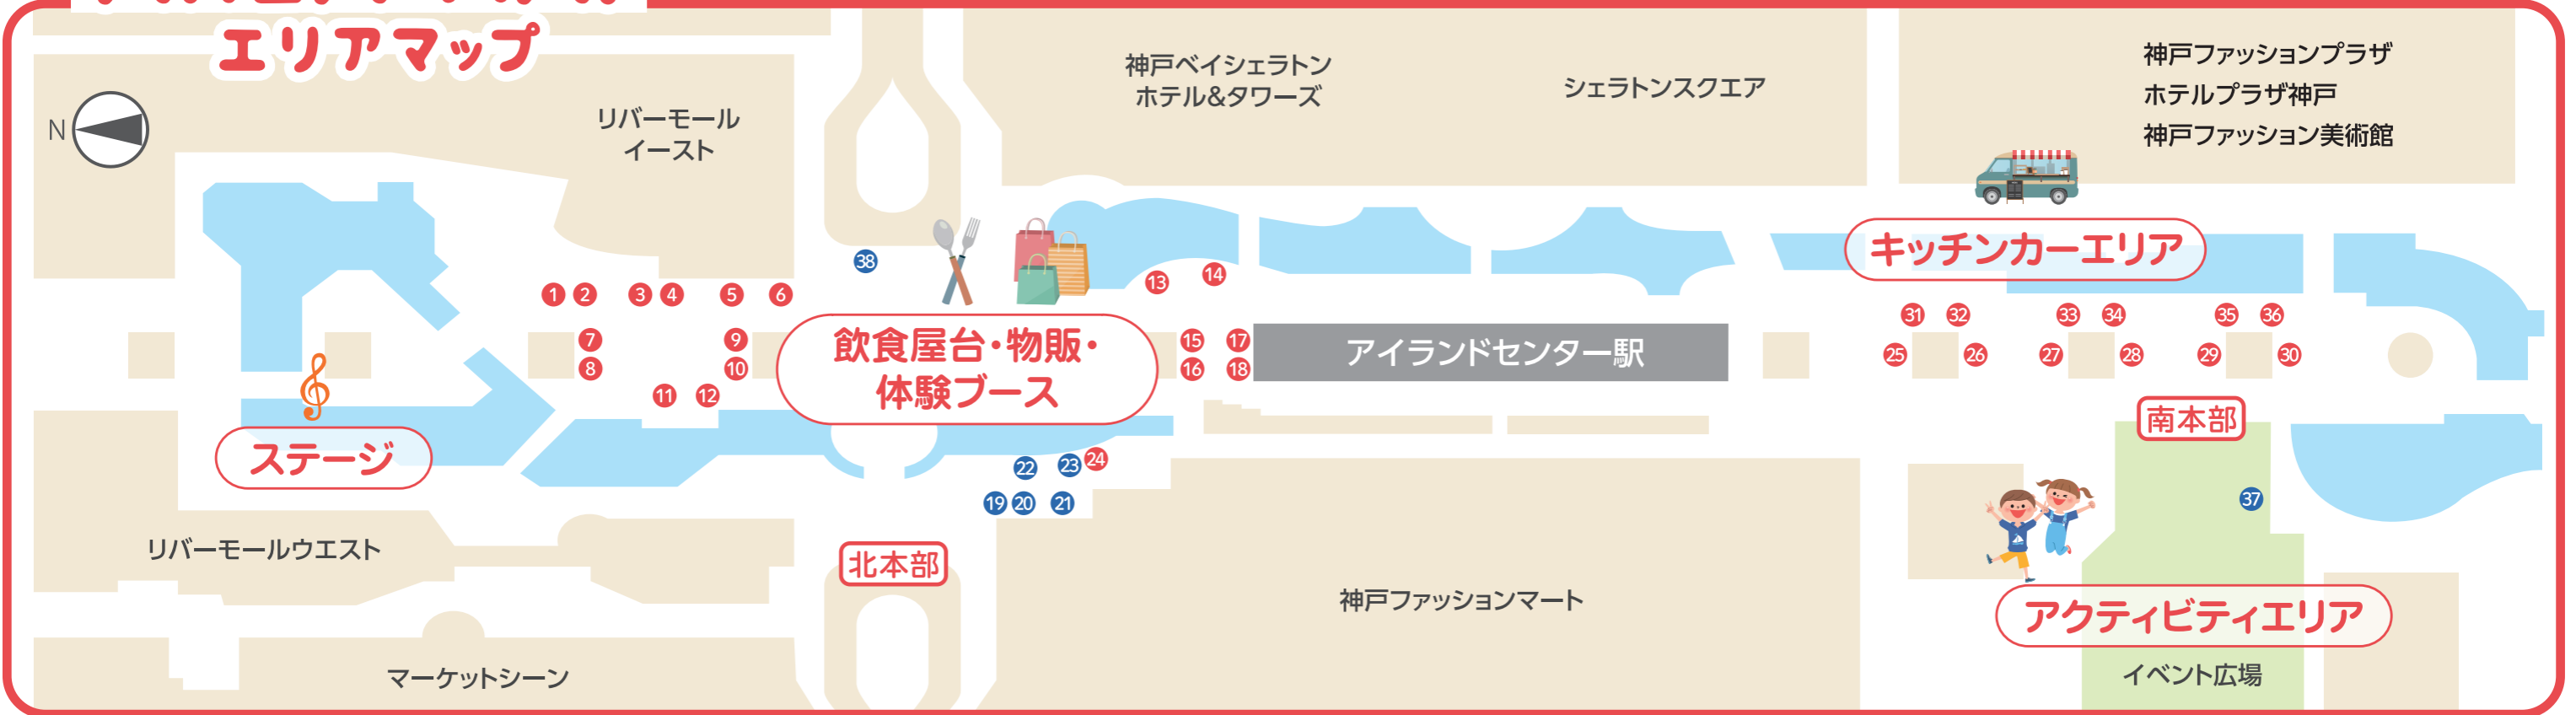 エリアマップ
N
リバーモール
イースト
神戸ベイシェラトン
ホテル&タワーズ
シェラトンスクエア
神戸ファッションプラザ
ホテルプラザ神戸
神戸ファッション美術館
キッチンカーエリア
38
13
14
1 2 3 4 5 6
31 32 33 34 35 36
7
8
9
10
飲食屋台・物販・
体験ブース
15 17
16 18
アイランドセンター駅
25 26 27 28 29 30
11 12
南本部
ステージ
22 23 24
19 20 21
37
リバーモールウエスト
北本部
神戸ファッションマート
アクティビティエリア
マーケットシーン
イベント広場